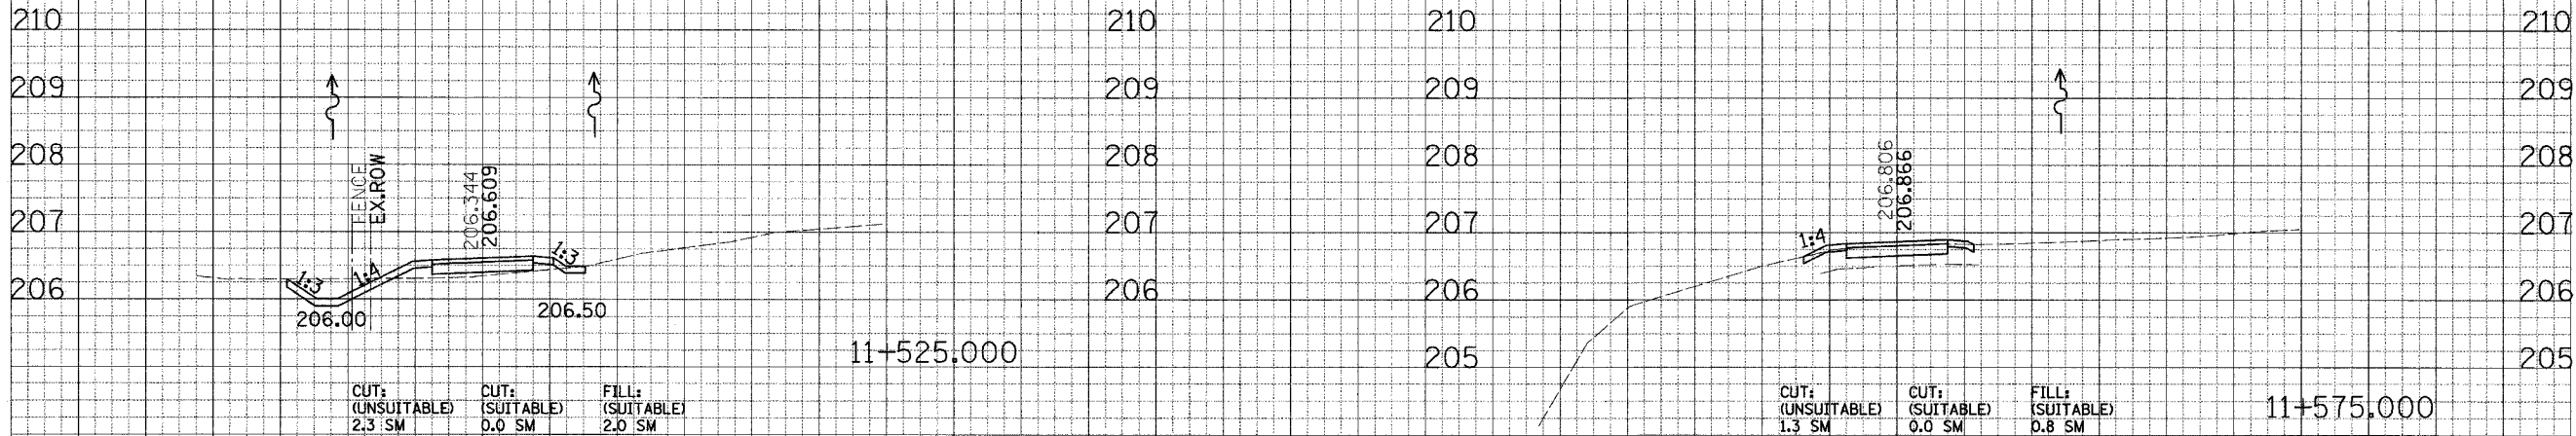 210
209
208
207
206
FENCE
EX.ROW
206.344
206.609
1:3
1:4
1:3
206.00
206.50
11+525.000
CUT:
(UNSUITABLE)
2.3 SM
CUT:
(SUITABLE)
0.0 SM
FILL:
(SUITABLE)
2.0 SM
210
209
208
207
206
210
209
208
207
206
205
206.806
206.866
1:4
CUT:
(UNSUITABLE)
1.3 SM
CUT:
(SUITABLE)
0.0 SM
FILL:
(SUITABLE)
0.8 SM
11+575.000
210
209
208
207
206
205